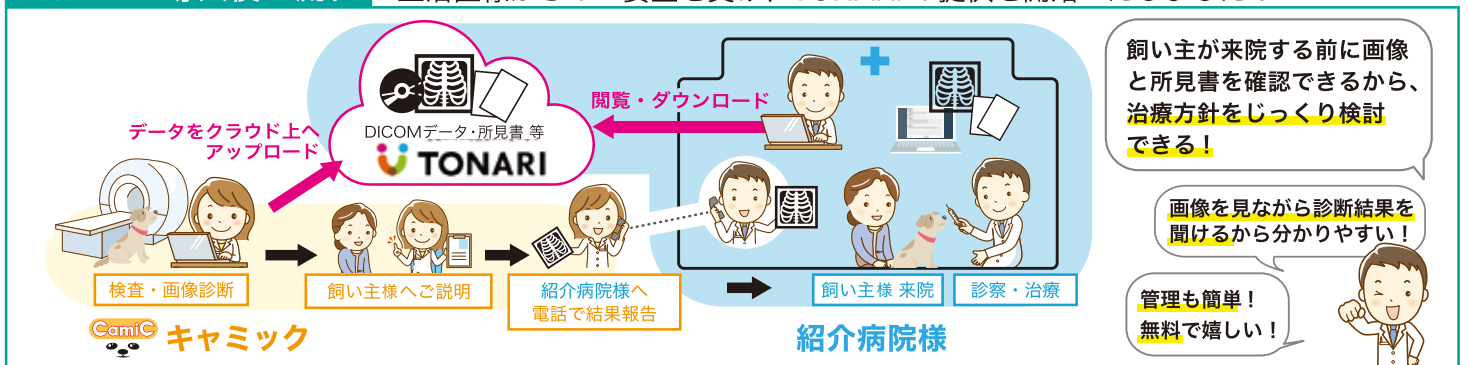 データをクラウド上へ
アップロード
DICOMデータ・所見書 等
TONARI
閲覧・ダウンロード
検査・画像診断
飼い主様へご説明
紹介病院様へ
電話で結果報告
飼い主様 来院
診察・治療
CamiC
キャミック
紹介病院様
飼い主が来院する前に画像
と所見書を確認できるから、
治療方針をじっくり検討
できる！
画像を見ながら診断結果を
聞けるから分かりやすい！
管理も簡単！
無料で嬉しい！